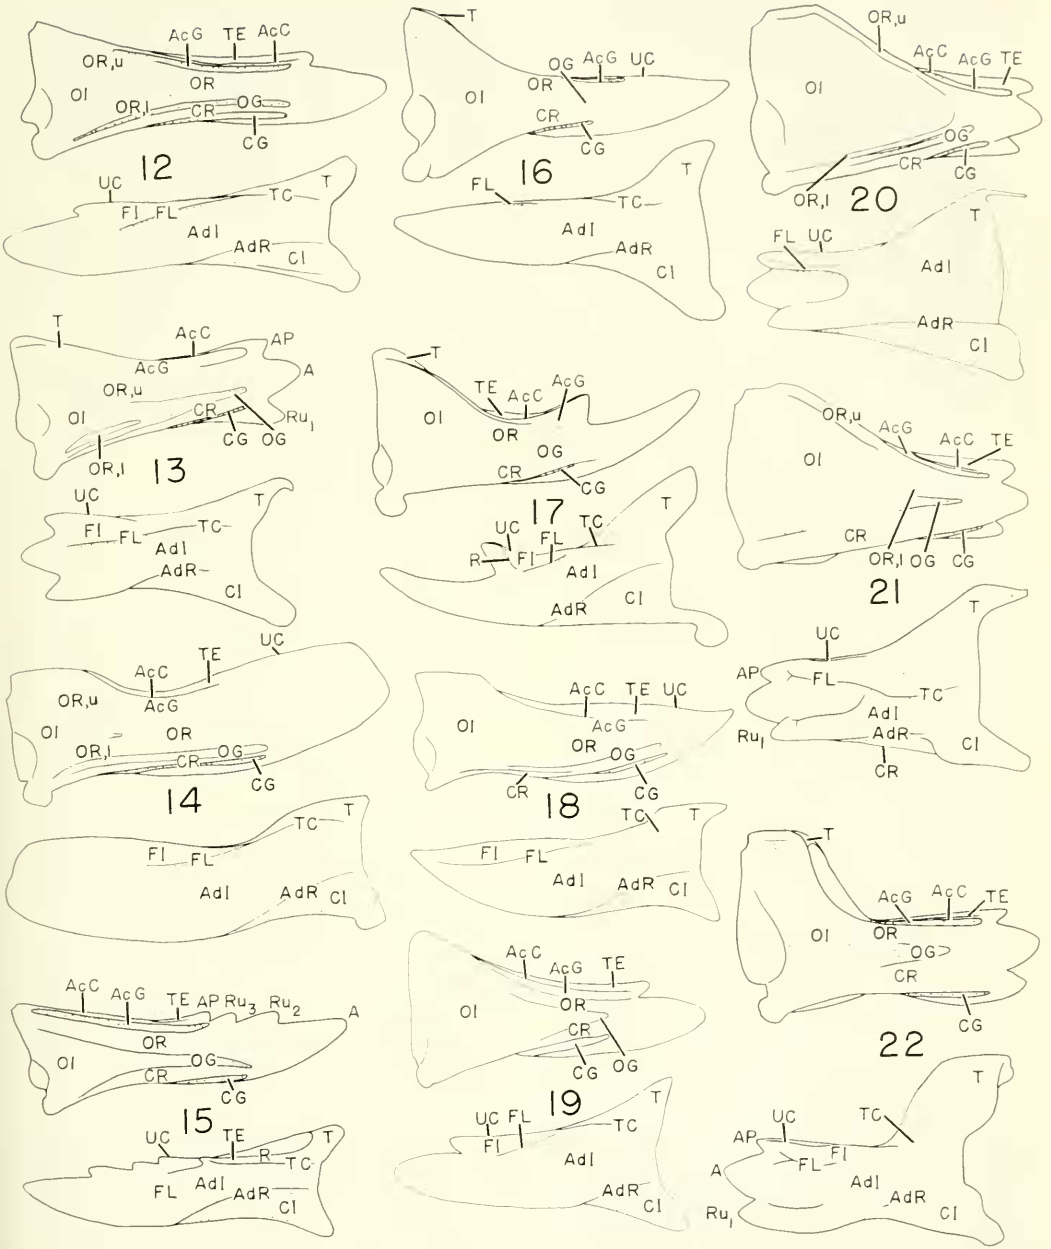 AcG TE AcC
OR,u
OI
OR
OR,l CR OG
CG
12
UC
FI FL TC T
AdI
AdR
CI
T
AcC
AP
AcG
A
OR,u
OI CR
Ru1
CG OG
OR,l
13
UC
T
FI FL TC
AdI
AdR
CI
UC
TE
AcC
AcG
OR,u
OI
OR
OR,l CR OG
CG
14
TC T
FI FL
AdI AdR CI
AcC AcG TE AP Ru3 Ru2
A
OR
OI OG
CR
CG
15
UC TE T
R TC
AdI
FL AdR
CI
T
OG AcG UC
OR
OI
CR
CG
16
FL
TC
AdI
AdR
CI
T
TE AcC AcG
OI
OR
OG
CR
CG
17
UC FL TC T
R FI
AdI
CI
AdR
AcC TE UC
OI AcG
OR OG
CR CG
18
TC T
FI FL
AdI AdR CI
AcC
AcG TE
OR
OI
CR
CG OG
19
UC FL T
FI TC
AdI
AdR
CI
OR,u
AcC AcG TE
OI
OG
CR CG
OR,l
20
FL UC T
AdI
AdR
CI
OR,u
AcG AcC TE
OI
CR
OR,l OG CG
21
T
UC
AP
FL TC
AdI
Ru1 AdR CI
CR
T
AcG AcC TE
OI OR
OG
CR
CG
22
T
UC TC
AP
FI
FL
A AdI
AdR
Ru1 CI